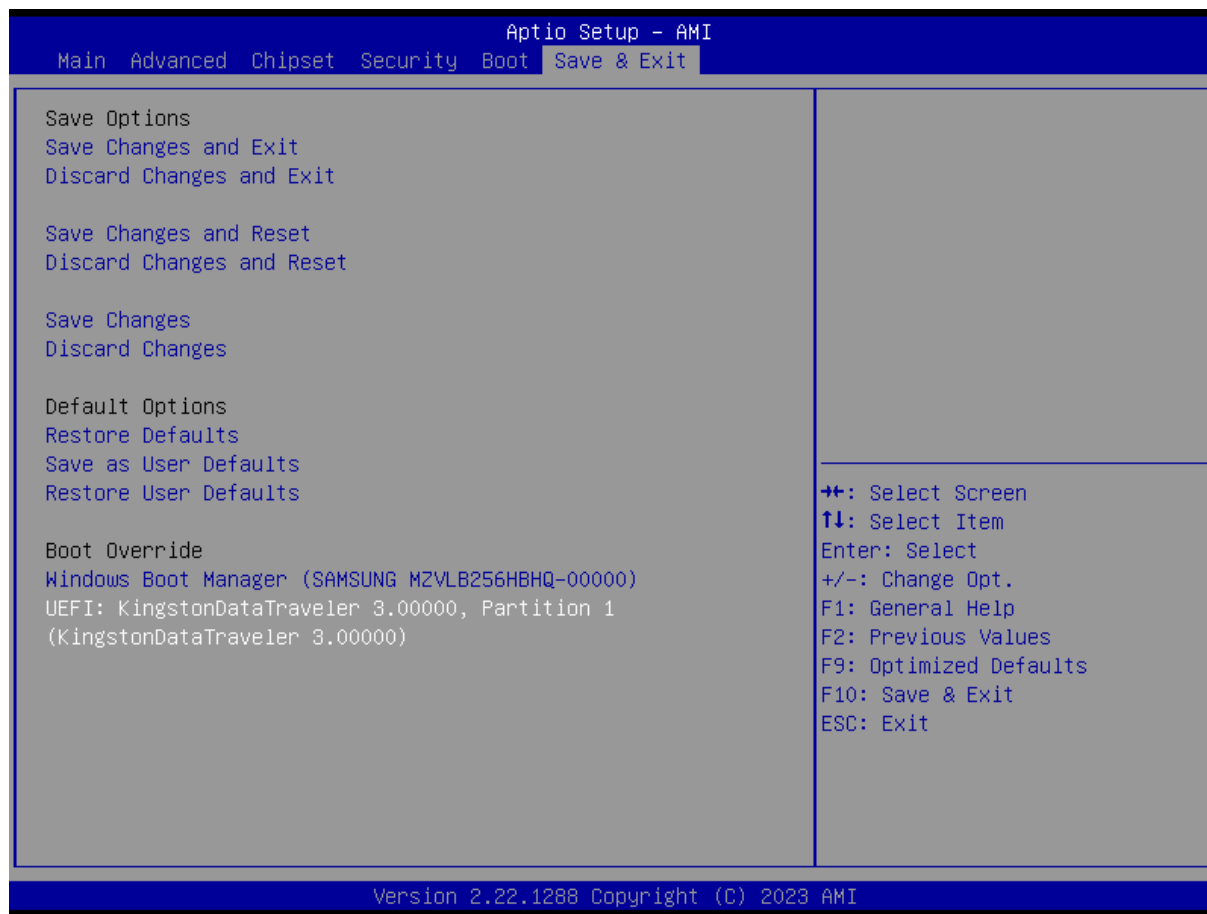 Aptio Setup – AMI
Main Advanced Chipset Security Boot Save & Exit
Save Options
Save Changes and Exit
Discard Changes and Exit
Save Changes and Reset
Discard Changes and Reset
Save Changes
Discard Changes
Default Options
Restore Defaults
Save as User Defaults
Restore User Defaults
Boot Override
Windows Boot Manager (SAMSUNG MZVLB256HBHQ-00000)
UEFI: KingstonDataTraveler 3.00000, Partition 1
(KingstonDataTraveler 3.00000)
→←: Select Screen
↑↓: Select Item
Enter: Select
+/-: Change Opt.
F1: General Help
F2: Previous Values
F9: Optimized Defaults
F10: Save & Exit
ESC: Exit
Version 2.22.1288 Copyright (C) 2023 AMI